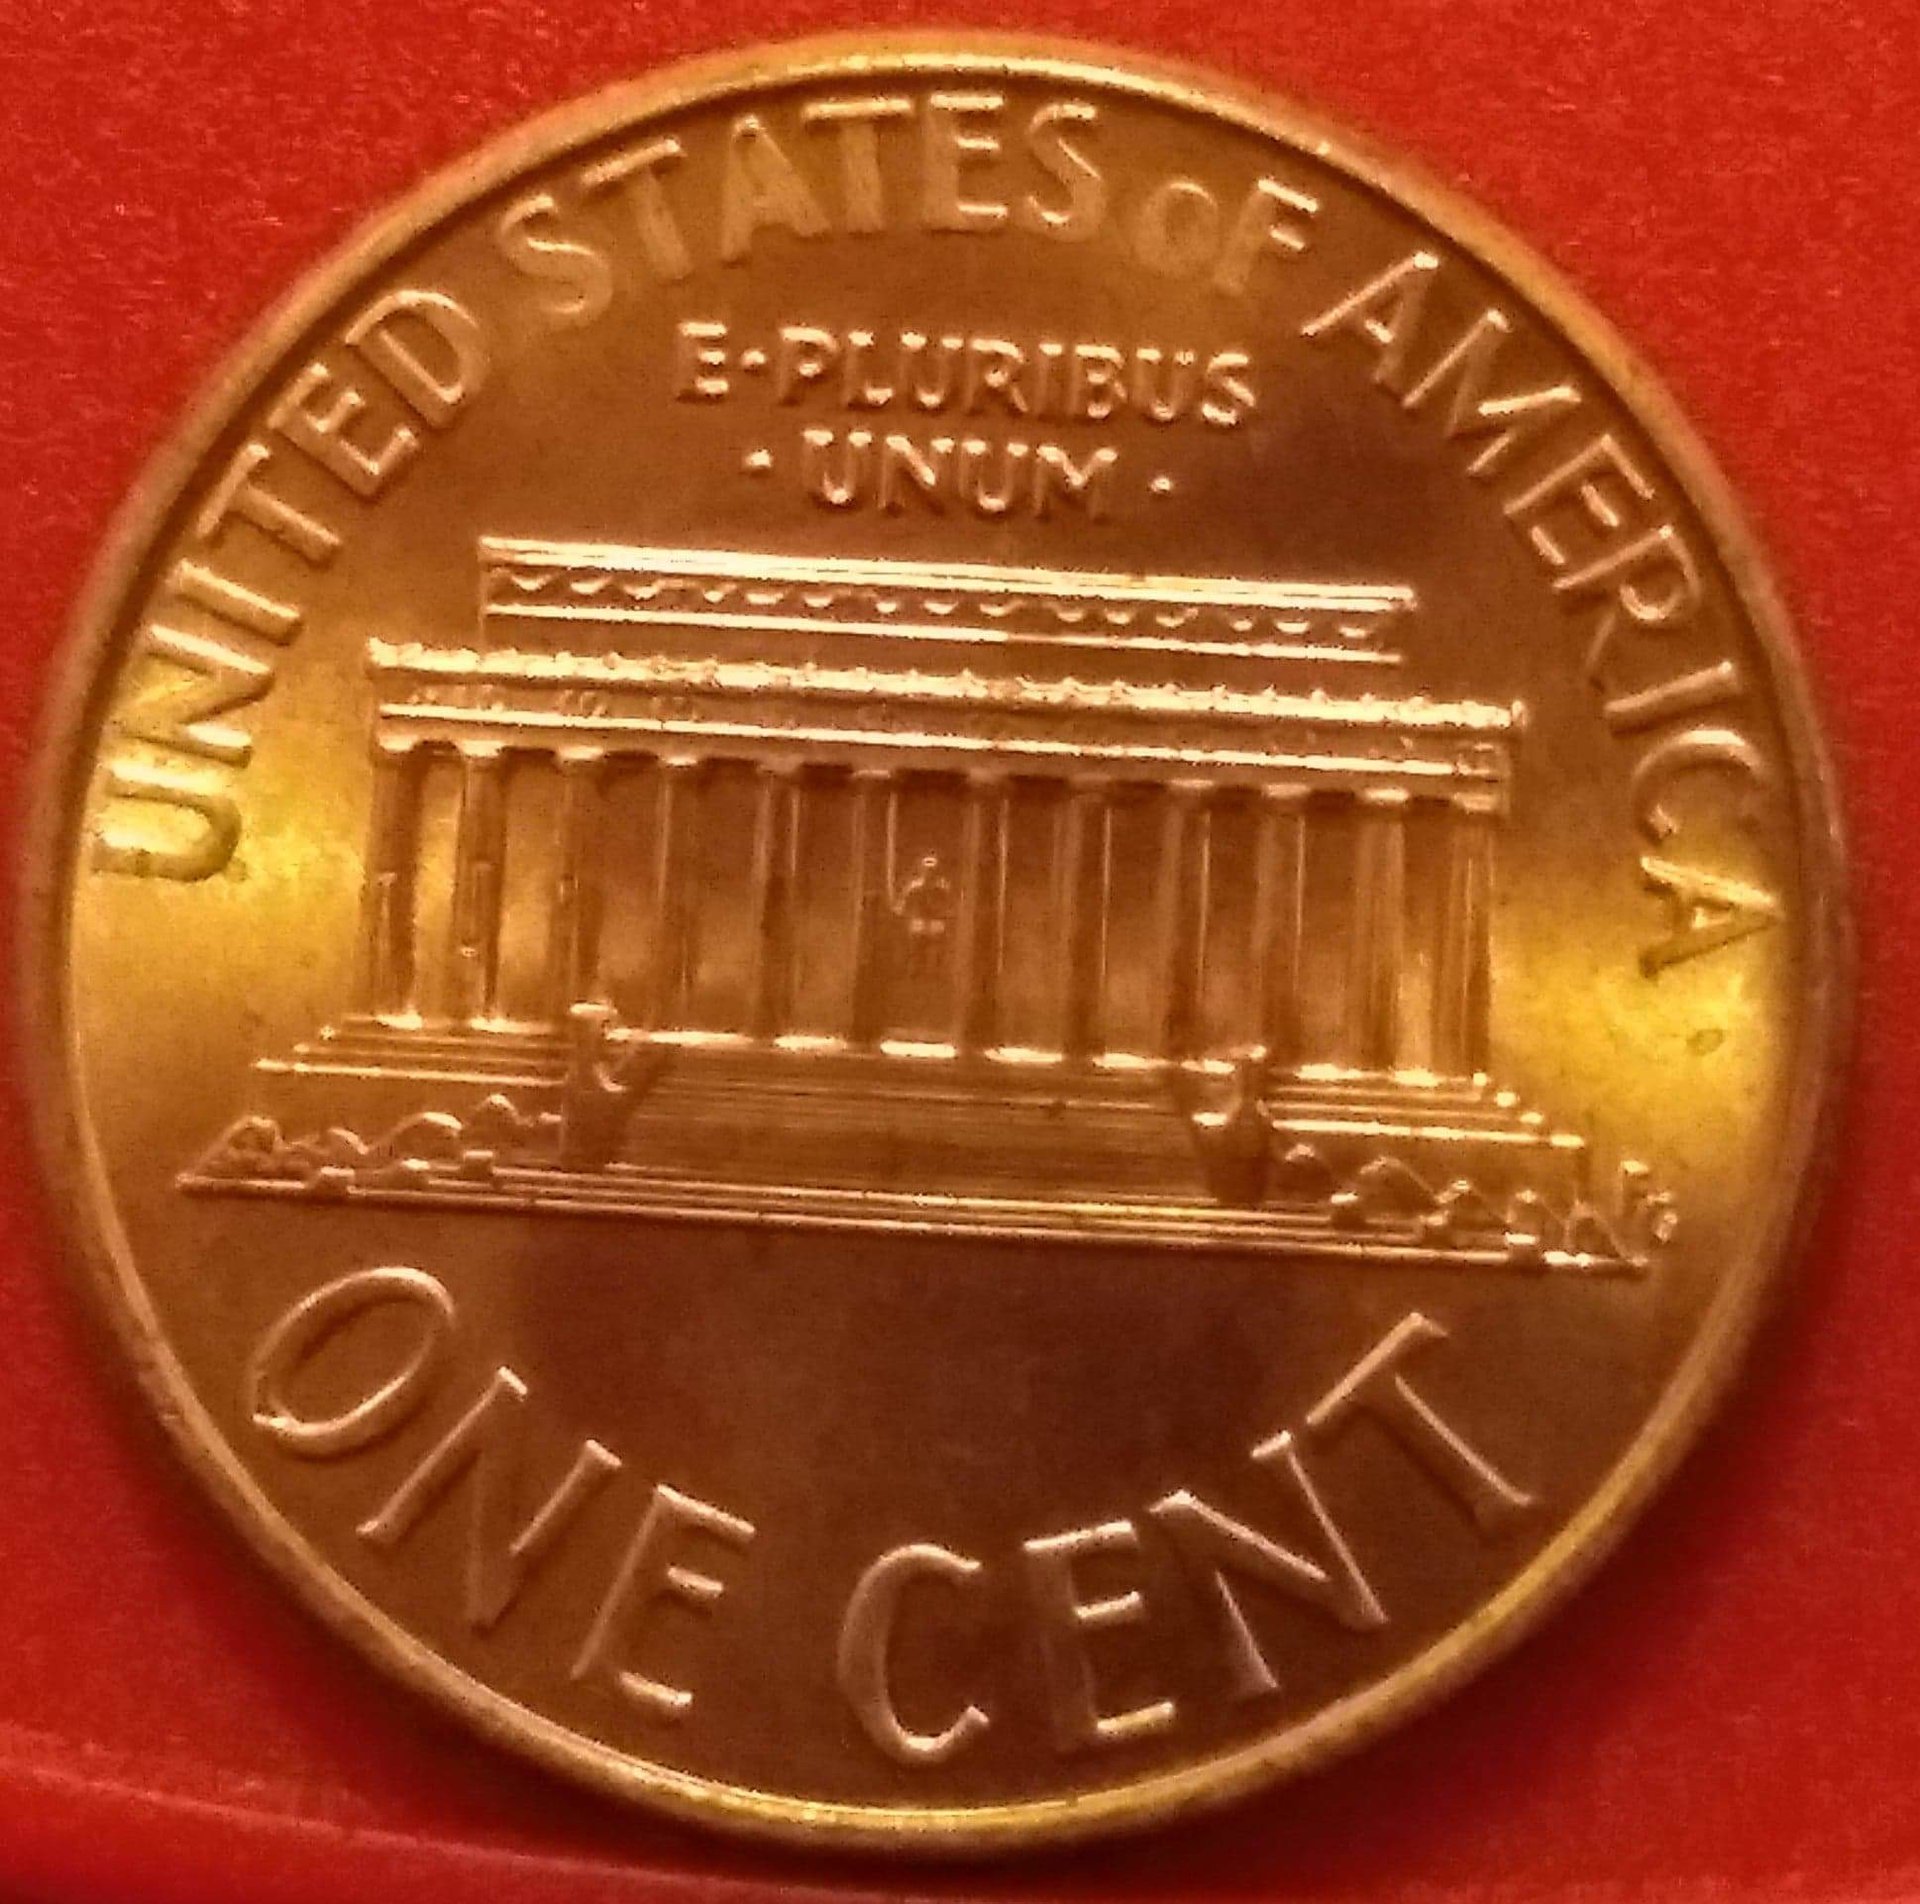 UNITED STATES OF AMERICA
E·PLURIBUS
·UNUM·
ONE CENT